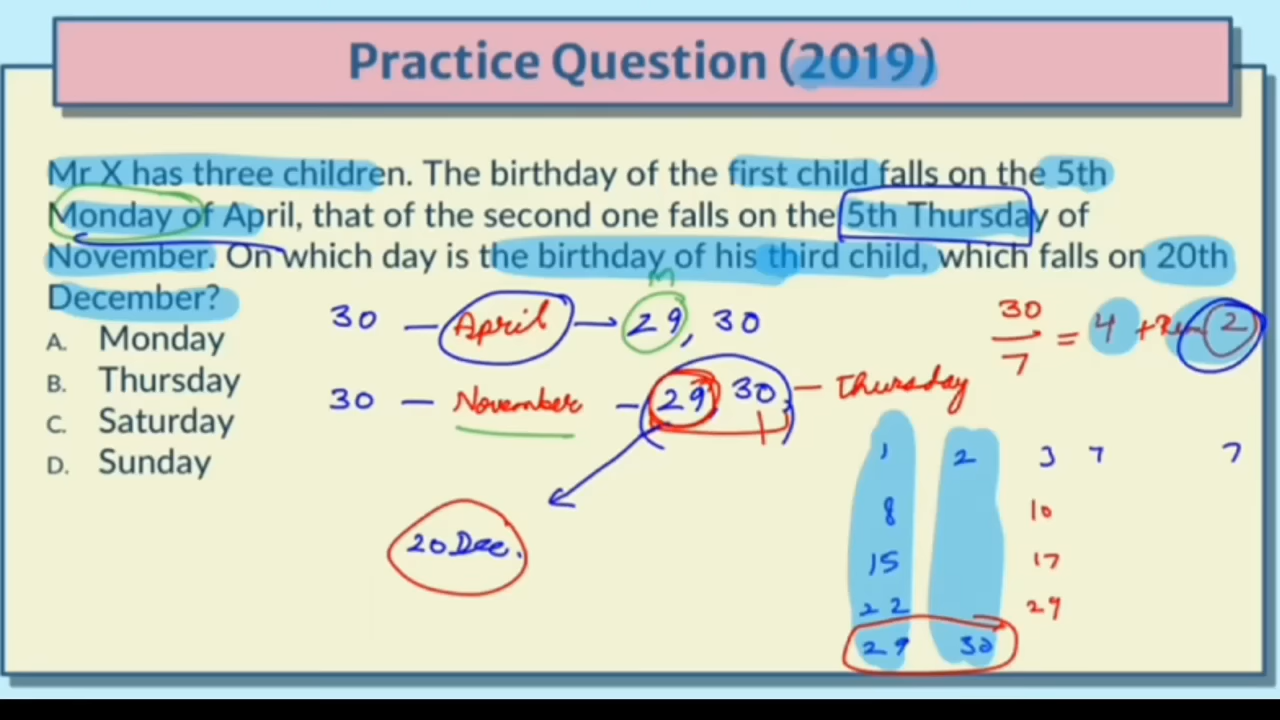 Practice Question (2019)
Mr X has three children. The birthday of the first child falls on the 5th
Monday of April, that of the second one falls on the 5th Thursday of
November. On which day is the birthday of his third child, which falls on 20th
December?
A. Monday
B. Thursday
C. Saturday
D. Sunday
M
30 — April → 29, 30
30/7 = 4 + Rem 2
30 — November — (29 30) — Thursday
1 2 3 7 7
8 10
20 Dec.
15 17
22 24
29 30